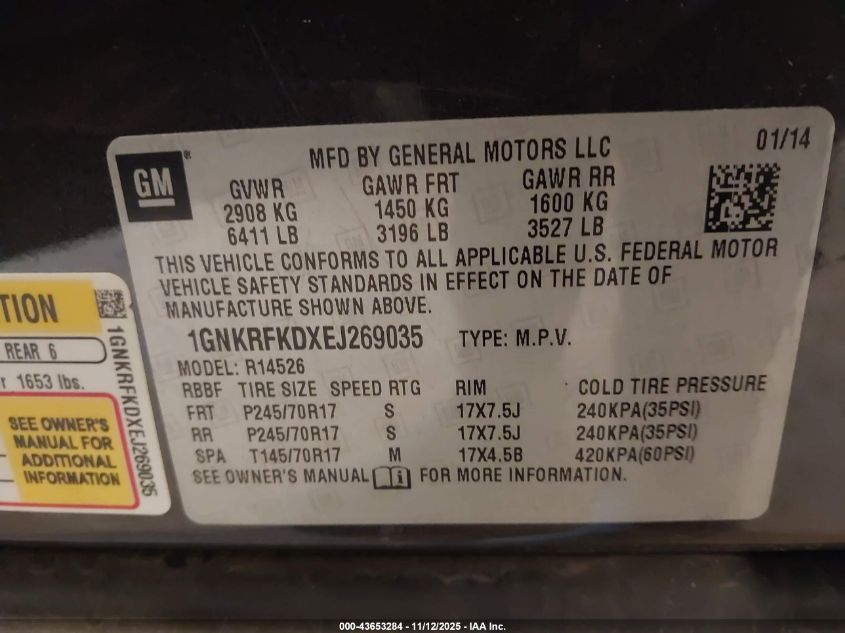 GM®
MFD BY GENERAL MOTORS LLC
01/14
GVWR GAWR FRT GAWR RR
2908 KG 1450 KG 1600 KG
6411 LB 3196 LB 3527 LB
THIS VEHICLE CONFORMS TO ALL APPLICABLE U.S. FEDERAL MOTOR
VEHICLE SAFETY STANDARDS IN EFFECT ON THE DATE OF
MANUFACTURE SHOWN ABOVE.
1GNKRFKDXEJ269035 TYPE: M.P.V.
MODEL: R14526
RBBF TIRE SIZE SPEED RTG RIM COLD TIRE PRESSURE
FRT P245/70R17 S 17X7.5J 240KPA(35PSI)
RR P245/70R17 S 17X7.5J 240KPA(35PSI)
SPA T145/70R17 M 17X4.5B 420KPA(60PSI)
SEE OWNER'S MANUAL i FOR MORE INFORMATION.
REAR 6
1653 lbs.
SEE OWNER'S
MANUAL FOR
ADDITIONAL
INFORMATION
1GNKRFKDXEJ269035
000-43653284 - 11/12/2025 - IAA Inc.